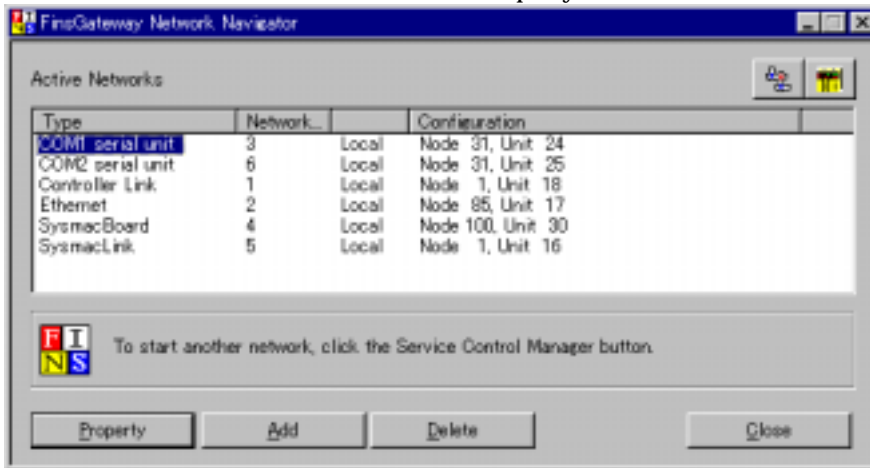 FinsGateway Network Navigator
Active Networks
Type Network... Configuration
COM1 serial unit 3 Local Node 31, Unit 24
COM2 serial unit 6 Local Node 31, Unit 25
Controller Link 1 Local Node 1, Unit 18
Ethernet 2 Local Node 85, Unit 17
SysmacBoard 4 Local Node 100, Unit 30
SysmacLink 5 Local Node 1, Unit 16
F I
N S
To start another network, click the Service Control Manager button.
Property Add Delete Close